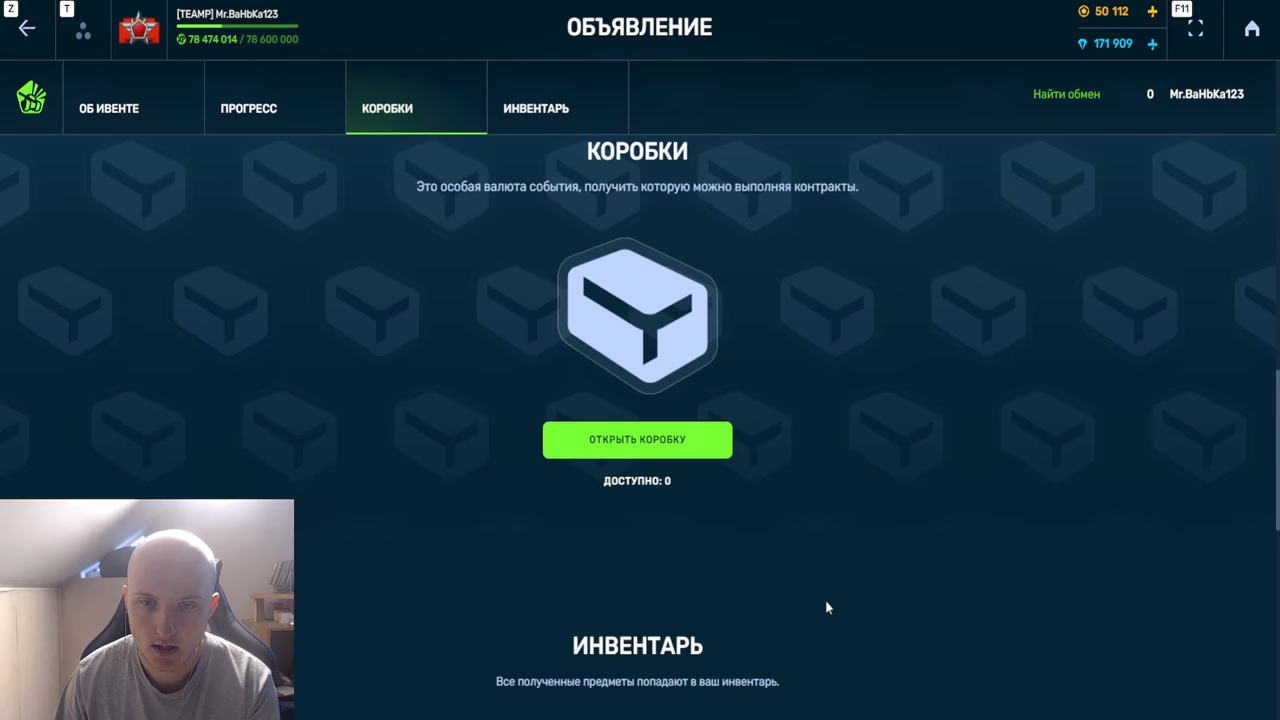 Z
T
[TEAMP] Mr.BaHbKa123
78 474 014 / 78 600 000
ОБЪЯВЛЕНИЕ
50 112
171 909
F11
ОБ ИВЕНТЕ
ПРОГРЕСС
КОРОБКИ
ИНВЕНТАРЬ
Найти обмен
0
Mr.BaHbKa123
КОРОБКИ
Это особая валюта события, получить которую можно выполняя контракты.
ОТКРЫТЬ КОРОБКУ
ДОСТУПНО: 0
ИНВЕНТАРЬ
Все полученные предметы попадают в ваш инвентарь.